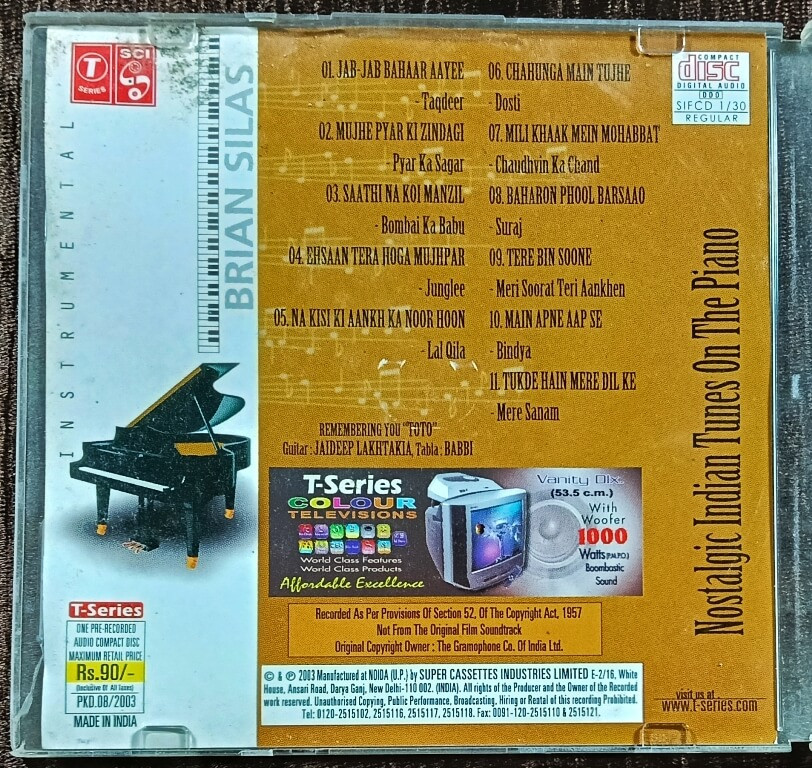 T
SERIES
SCI
INSTRUMENTAL
BRIAN SILAS
01. JAB-JAB BAHAAR AAYEE
- Taqdeer
02. MUJHE PYAR KI ZINDAGI
- Pyar Ka Sagar
03. SAATHI NA KOI MANZIL
- Bombai Ka Babu
04. EHSAAN TERA HOGA MUJHPAR
- Junglee
05. NA KISI KI AANKH KA NOOR HOON
- Lal Qila
06. CHAHUNGA MAIN TUJHE
- Dosti
07. MILI KHAAK MEIN MOHABBAT
- Chaudhvin Ka Chand
08. BAHARON PHOOL BARSAAO
- Suraj
09. TERE BIN SOONE
- Meri Soorat Teri Aankhen
10. MAIN APNE AAP SE
- Bindya
11. TUKDE HAIN MERE DIL KE
- Mere Sanam
COMPACT
disc
DIGITAL AUDIO
DDD
SIFCD 1/30
REGULAR
Nostalgic Indian Tunes On The Piano
REMEMBERING YOU "TOTO"
Guitar : JAIDEEP LAKHTAKIA, Tabla : BABBI
T-Series
COLOUR
TELEVISIONS
World Class Features
World Class Products
Affordable Excellence
Vanity Dlx.
(53.5 c.m.)
With
Woofer
1000
Watts (P.M.P.O.)
Boombastic
Sound
Recorded As Per Provisions Of Section 52, Of The Copyright Act, 1957
Not From The Original Film Soundtrack
Original Copyright Owner : The Gramophone Co. Of India Ltd.
T-Series
ONE PRE-RECORDED
AUDIO COMPACT DISC
MAXIMUM RETAIL PRICE
Rs.90/-
(Inclusive Of All Taxes)
PKD.08/2003
MADE IN INDIA
© & ℗ 2003 Manufactured at NOIDA (U.P.) by SUPER CASSETTES INDUSTRIES LIMITED E-2/16, White
House, Ansari Road, Darya Ganj, New Delhi-110 002. (INDIA). All rights of the Producer and the Owner of the Recorded
work reserved. Unauthorised Copying, Public Performance, Broadcasting, Hiring or Rental of this recording Prohibited.
Tel: 0120-2515102, 2515116, 2515117, 2515118. Fax: 0091-120-2515110 & 2515121.
visit us at
www.t-series.com